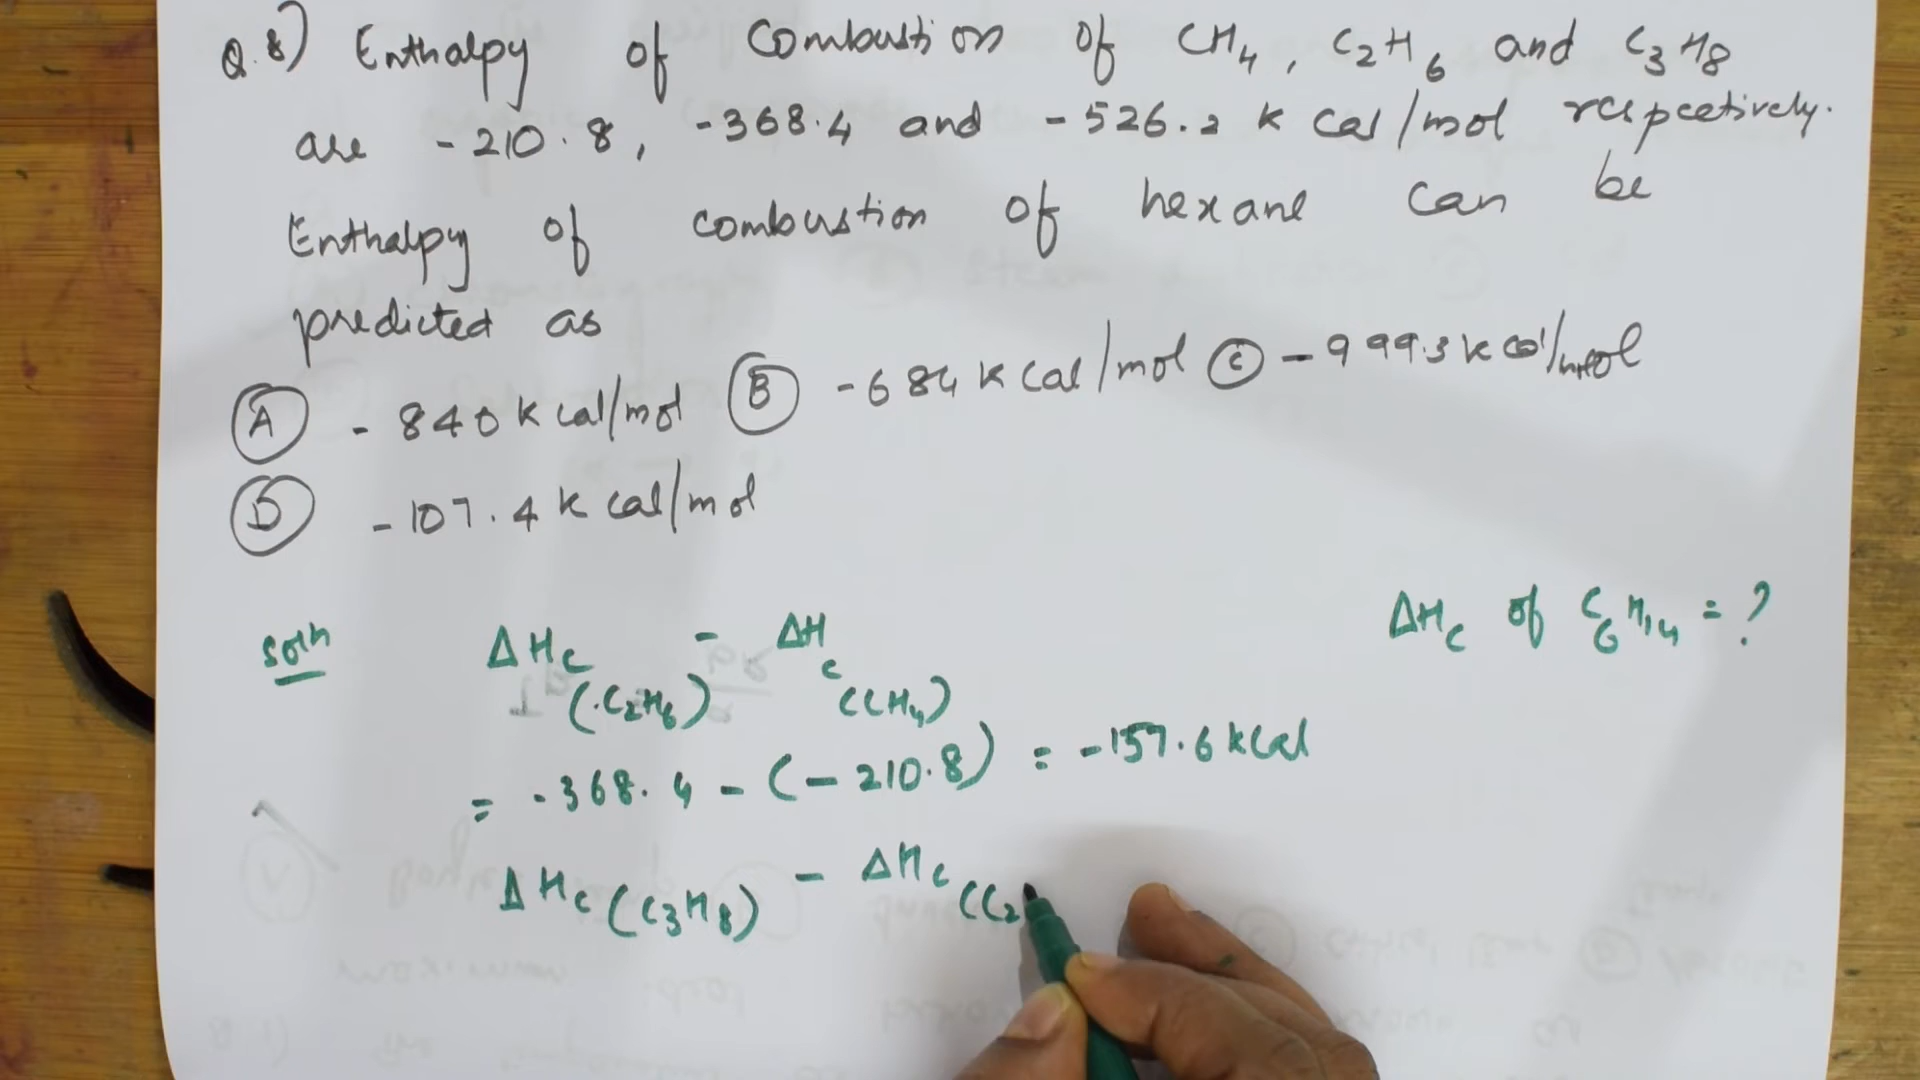 Q.8) Enthalpy of Combustion of CH4, C2H6 and C3H8
are -210.8, -368.4 and -526.2 k Cal/mol respectively.
Enthalpy of combustion of hexane can be
predicted as
(A) - 840 k cal/mol (B) -684 k Cal/mol (C) -999.3 k cal/mol
(D) -107.4 k cal/mol
ΔHc of C6H14 = ?
Soln ΔHc (C2H6) - ΔHc (CH4)
= -368.4 - (-210.8) = -157.6 kCal
ΔHc (C3H8) - ΔHc (C2